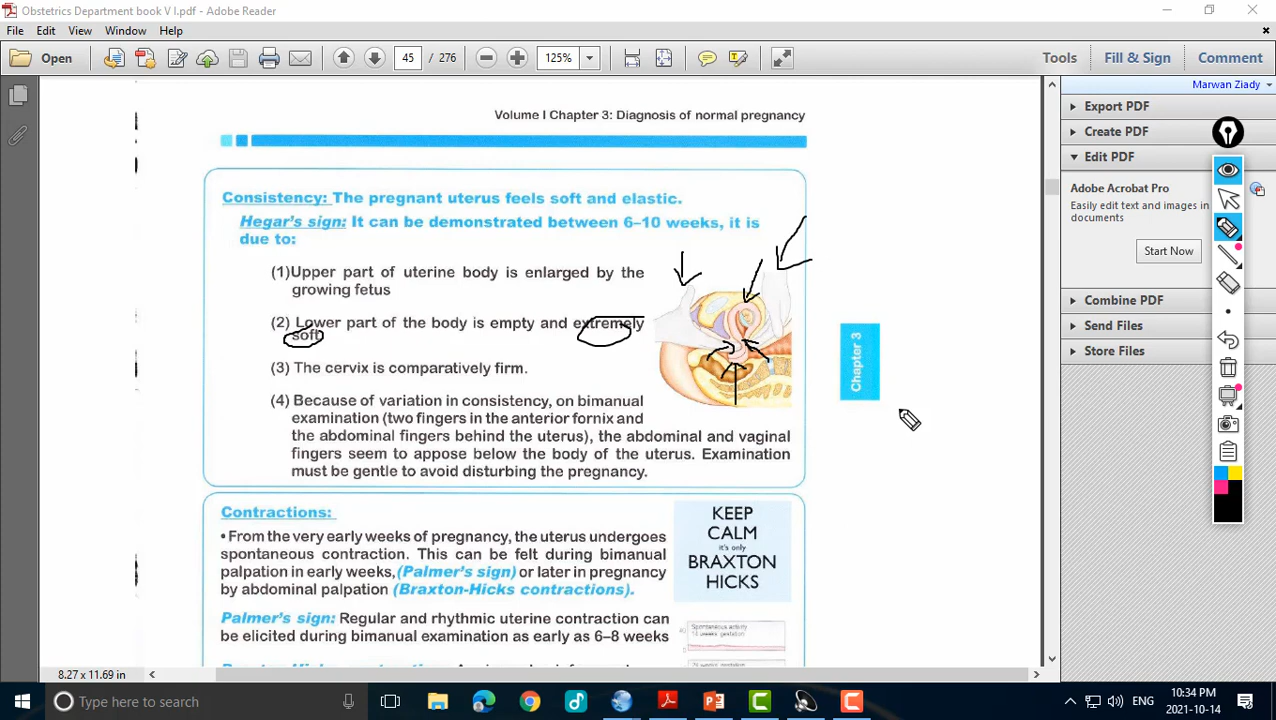 Obstetrics Department book V I.pdf - Adobe Reader
File Edit View Window Help
Open 45 / 276 125% Tools Fill & Sign Comment
Marwan Ziady
Export PDF
Create PDF
Edit PDF
Adobe Acrobat Pro
Easily edit text and images in
documents
Start Now
Combine PDF
Send Files
Store Files
Volume I Chapter 3: Diagnosis of normal pregnancy
Consistency: The pregnant uterus feels soft and elastic.
Hegar's sign: It can be demonstrated between 6–10 weeks, it is
due to:
(1)Upper part of uterine body is enlarged by the
growing fetus
(2) Lower part of the body is empty and extremely
soft
(3) The cervix is comparatively firm.
(4) Because of variation in consistency, on bimanual
examination (two fingers in the anterior fornix and
the abdominal fingers behind the uterus), the abdominal and vaginal
fingers seem to appose below the body of the uterus. Examination
must be gentle to avoid disturbing the pregnancy.
Chapter 3
Contractions:
•From the very early weeks of pregnancy, the uterus undergoes
spontaneous contraction. This can be felt during bimanual
palpation in early weeks,(Palmer's sign) or later in pregnancy
by abdominal palpation (Braxton-Hicks contractions).
KEEP
CALM
it's only
BRAXTON
HICKS
Palmer's sign: Regular and rhythmic uterine contraction can
be elicited during bimanual examination as early as 6–8 weeks
Spontaneous activity
8.27 x 11.69 in
Type here to search
ENG
10:34 PM
2021-10-14